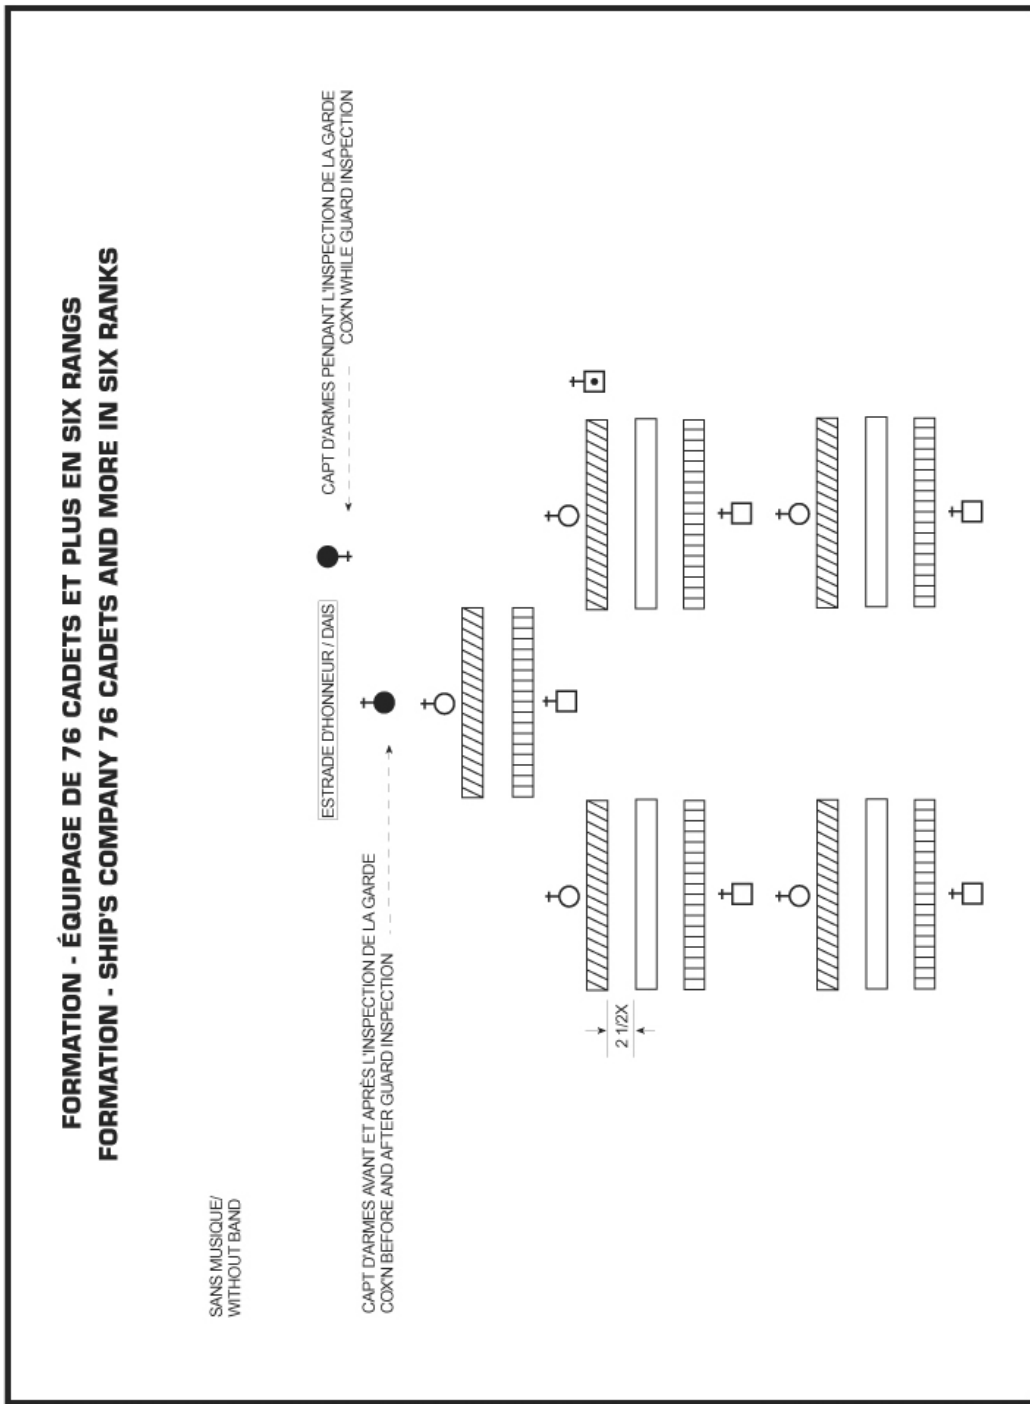 FORMATION - ÉQUIPAGE DE 76 CADETS ET PLUS EN SIX RANGS
FORMATION - SHIP'S COMPANY 76 CADETS AND MORE IN SIX RANKS
SANS MUSIQUE/
WITHOUT BAND
CAPT D'ARMES PENDANT L'INSPECTION DE LA GARDE
COX'N WHILE GUARD INSPECTION
ESTRADE D'HONNEUR / DAIS
CAPT D'ARMES AVANT ET APRÈS L'INSPECTION DE LA GARDE
COX'N BEFORE AND AFTER GUARD INSPECTION
2 1/2X